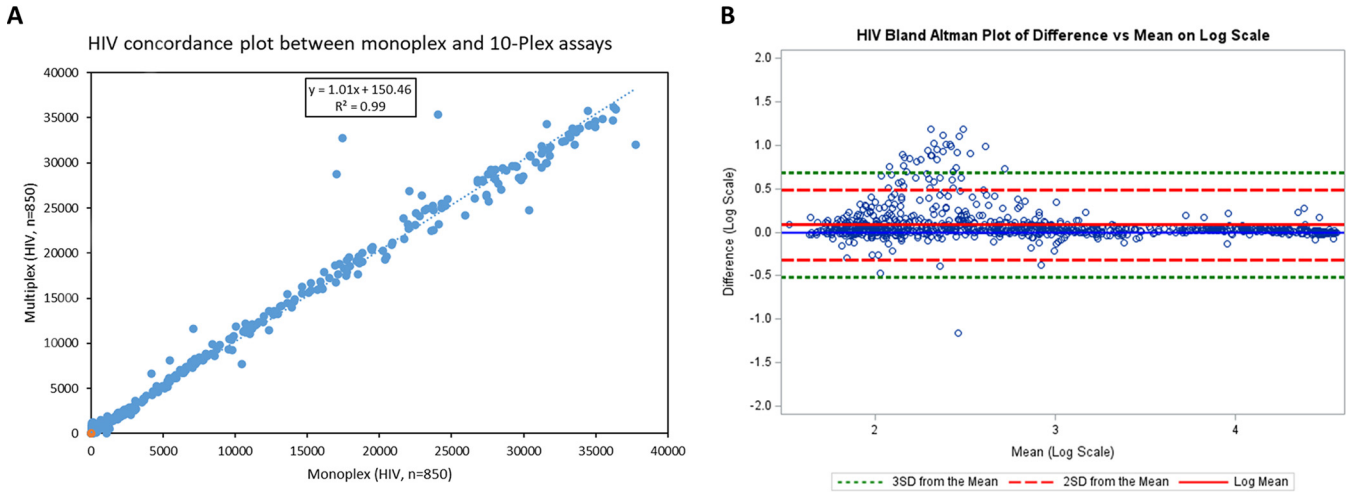 A
HIV concordance plot between monoplex and 10-Plex assays
y = 1.01x + 150.46
R² = 0.99
40000
35000
30000
25000
20000
15000
10000
5000
0
Multiplex (HIV, n=850)
0 5000 10000 15000 20000 25000 30000 35000 40000
Monoplex (HIV, n=850)
B
HIV Bland Altman Plot of Difference vs Mean on Log Scale
2.0
1.5
1.0
0.5
0.0
-0.5
-1.0
-1.5
-2.0
Difference (Log Scale)
2 3 4
Mean (Log Scale)
3SD from the Mean 2SD from the Mean Log Mean